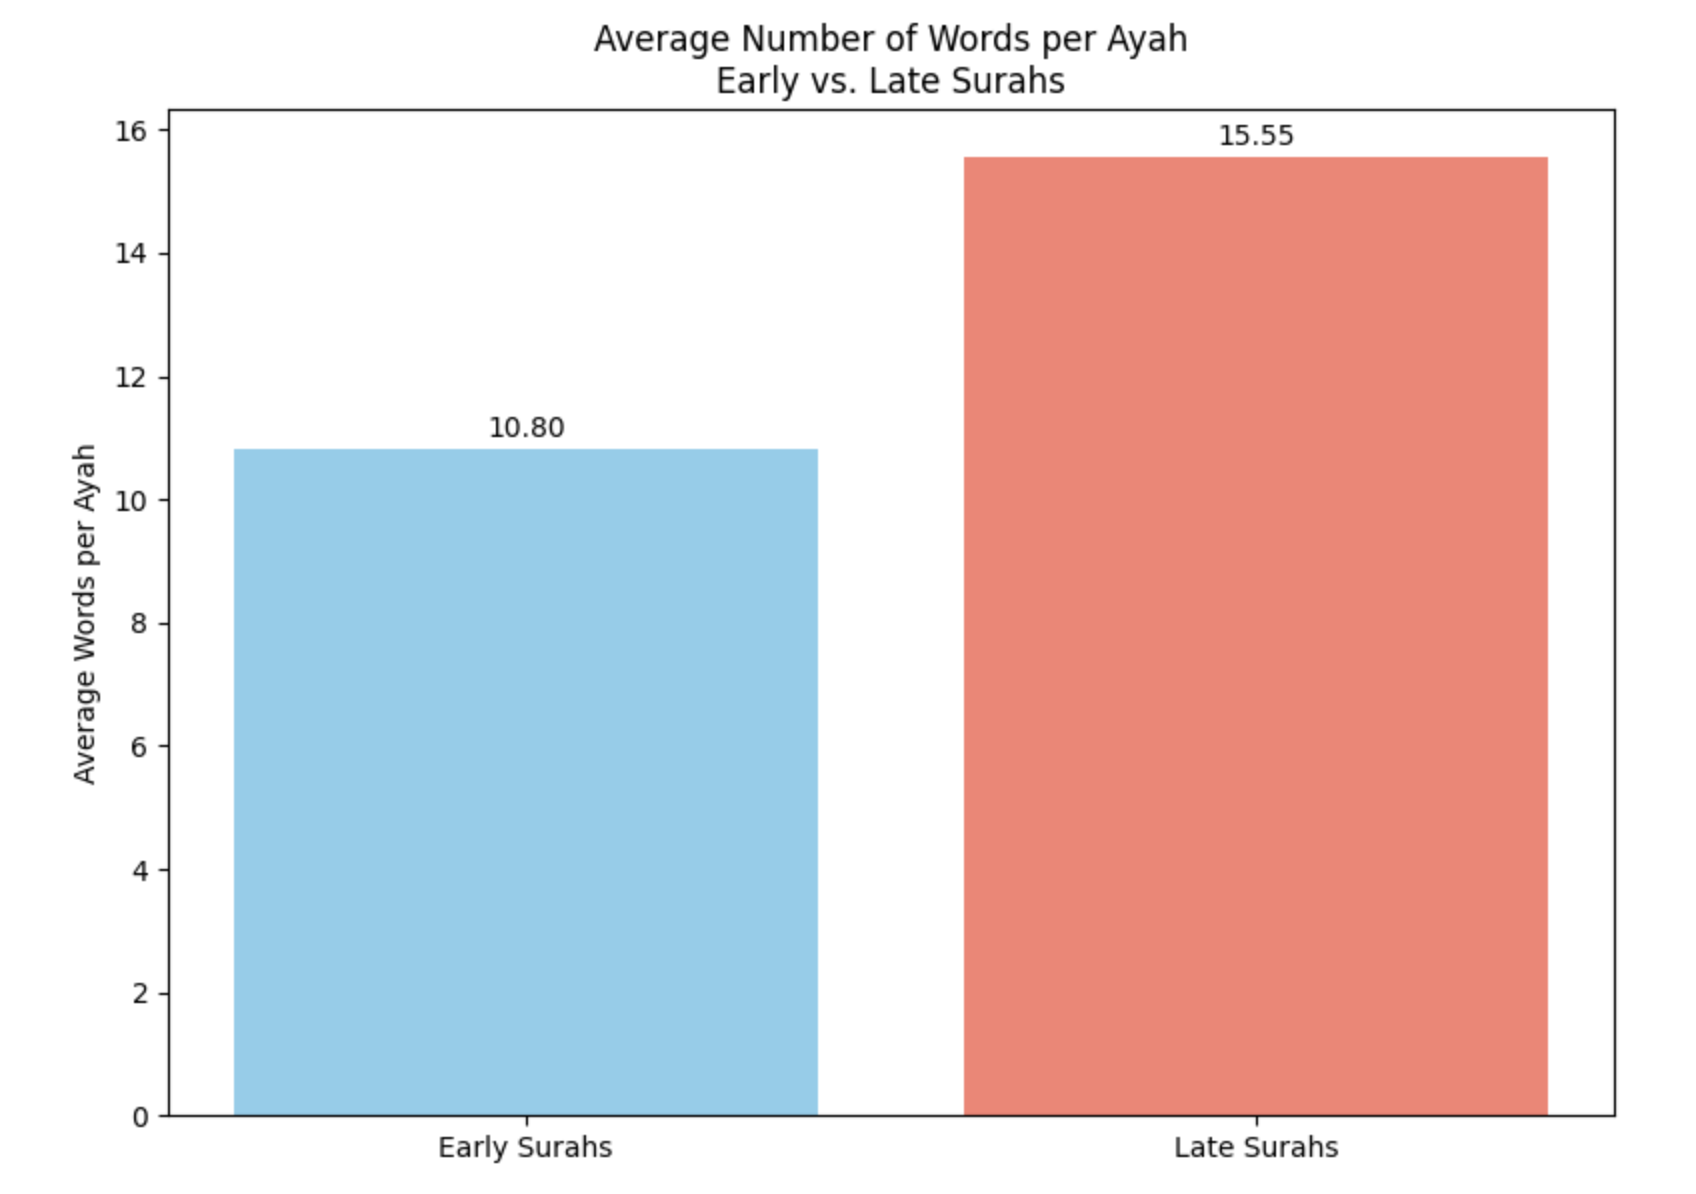 Average Number of Words per Ayah
Early vs. Late Surahs
Average Words per Ayah
16
14
12
10
8
6
4
2
0
10.80
15.55
Early Surahs
Late Surahs